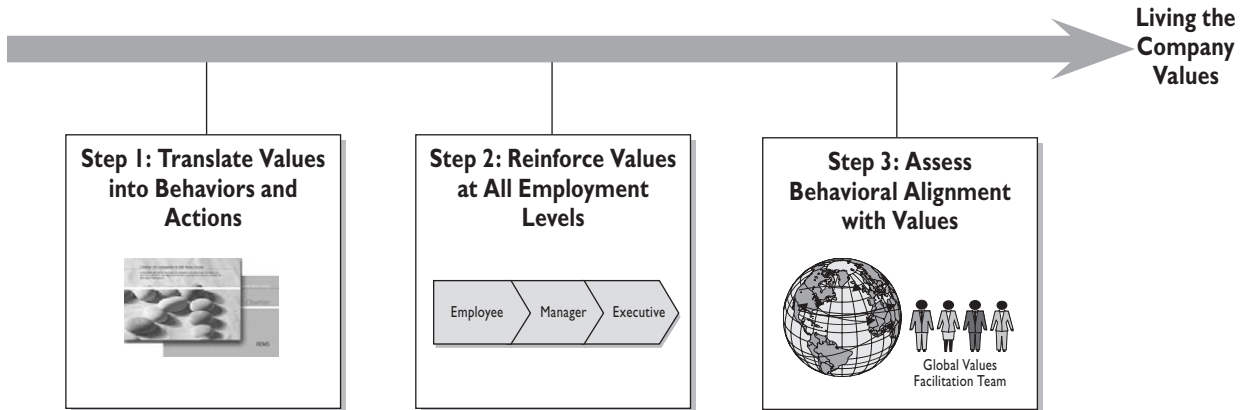 Living the
Company
Values
Step 1: Translate Values
into Behaviors and
Actions
Step 2: Reinforce Values
at All Employment
Levels
Employee
Manager
Executive
Step 3: Assess
Behavioral Alignment
with Values
Global Values
Facilitation Team